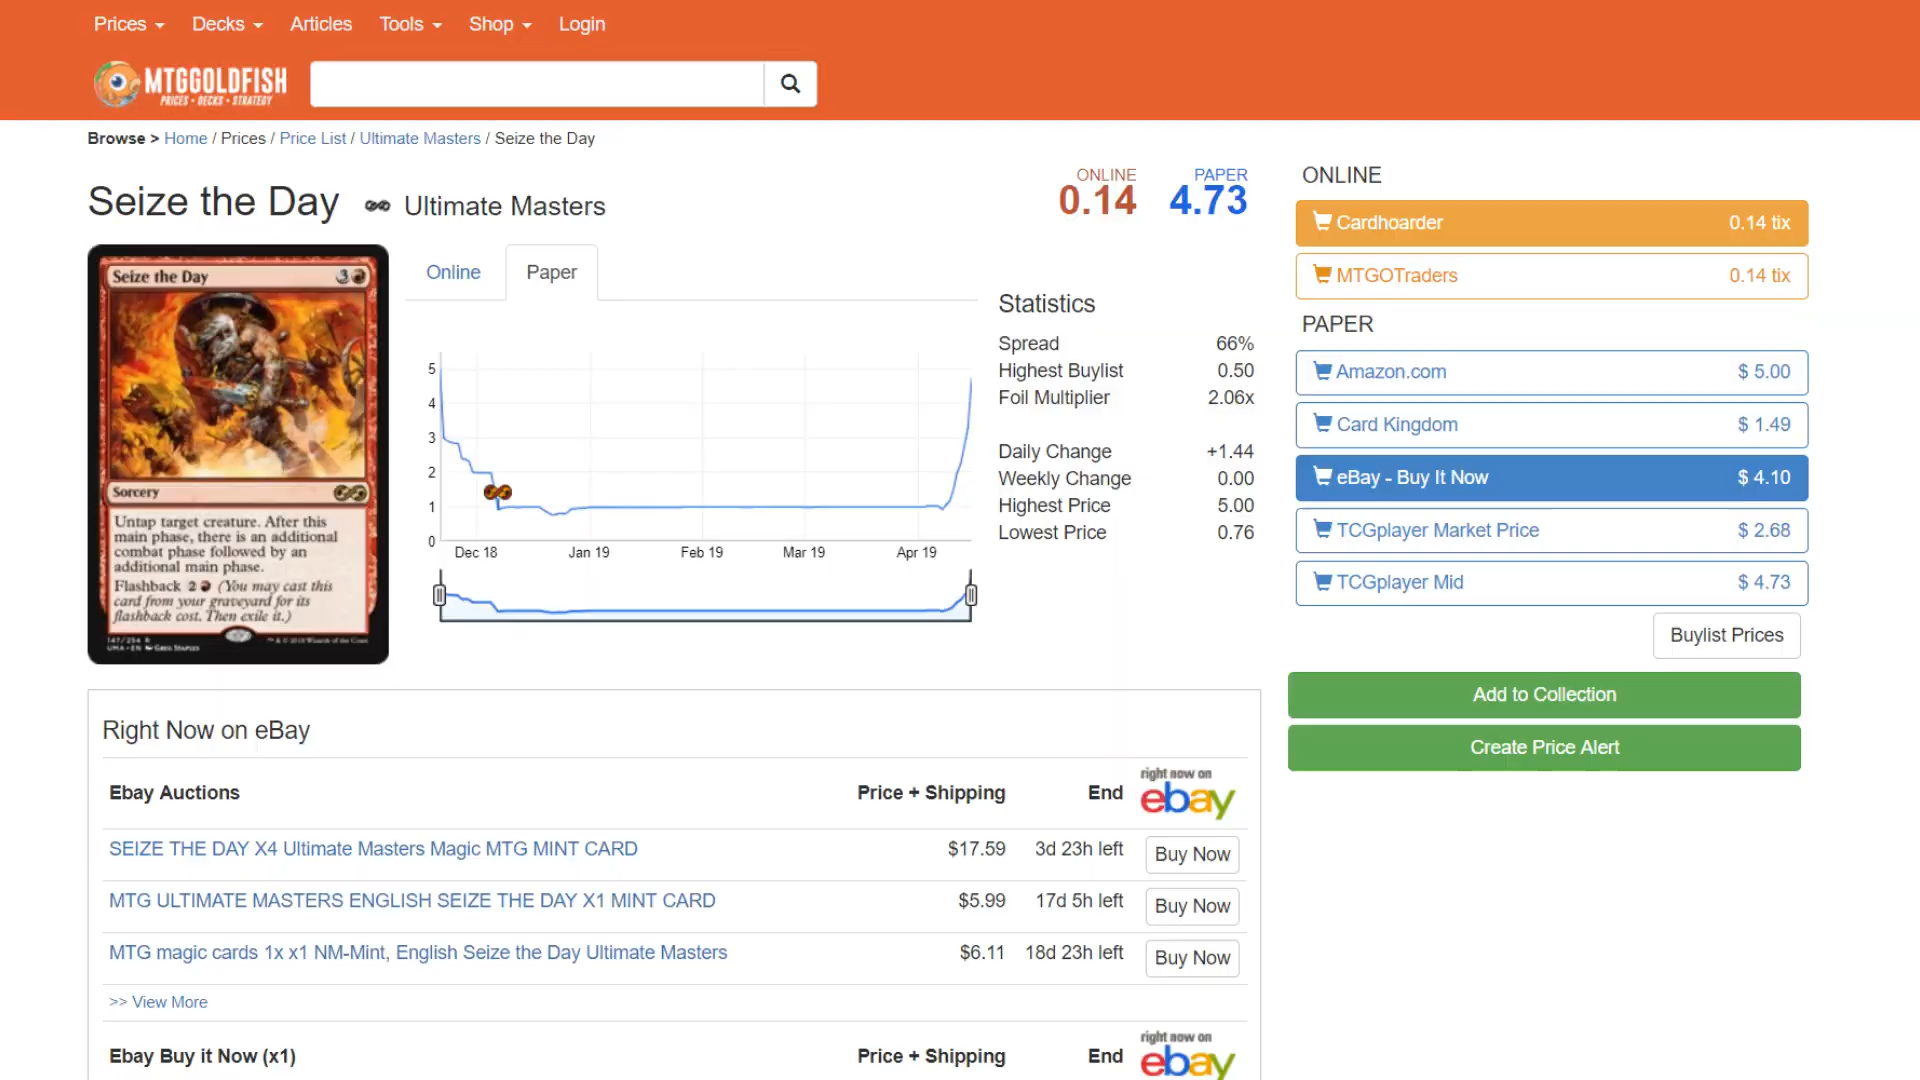 Prices Decks Articles Tools Shop Login
MTGGOLDFISH
PRICES • DECKS • STRATEGY
Browse > Home / Prices / Price List / Ultimate Masters / Seize the Day
Seize the Day Ultimate Masters
ONLINE PAPER
0.14 4.73
Seize the Day 3
Sorcery
Untap target creature. After this
main phase, there is an additional
combat phase followed by an
additional main phase.
Flashback 2 (You may cast this
card from your graveyard for its
flashback cost. Then exile it.)
147/254 R
UMA • EN Greg Staples
Online Paper
5
4
3
2
1
0
Dec 18 Jan 19 Feb 19 Mar 19 Apr 19
Statistics
Spread 66%
Highest Buylist 0.50
Foil Multiplier 2.06x
Daily Change +1.44
Weekly Change 0.00
Highest Price 5.00
Lowest Price 0.76
ONLINE
Cardhoarder 0.14 tix
MTGOTraders 0.14 tix
PAPER
Amazon.com $ 5.00
Card Kingdom $ 1.49
eBay - Buy It Now $ 4.10
TCGplayer Market Price $ 2.68
TCGplayer Mid $ 4.73
Buylist Prices
Add to Collection
Create Price Alert
Right Now on eBay
Ebay Auctions Price + Shipping End right now on ebay
SEIZE THE DAY X4 Ultimate Masters Magic MTG MINT CARD $17.59 3d 23h left Buy Now
MTG ULTIMATE MASTERS ENGLISH SEIZE THE DAY X1 MINT CARD $5.99 17d 5h left Buy Now
MTG magic cards 1x x1 NM-Mint, English Seize the Day Ultimate Masters $6.11 18d 23h left Buy Now
>> View More
Ebay Buy it Now (x1) Price + Shipping End right now on ebay